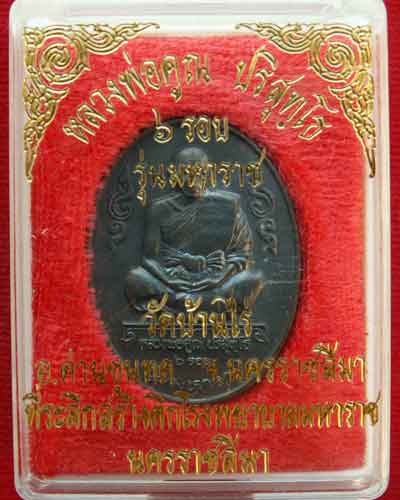 หลวงพ่อคูณ ปริสุทฺโธ
๖ รอบ
รุ่นมหาราช
วัดบ้านไร่
อ.ด่านขุนทด จ.นครราชสีมา
ที่ระลึกสร้างตึกโรงพยาบาลมหาราช
นครราชสีมา